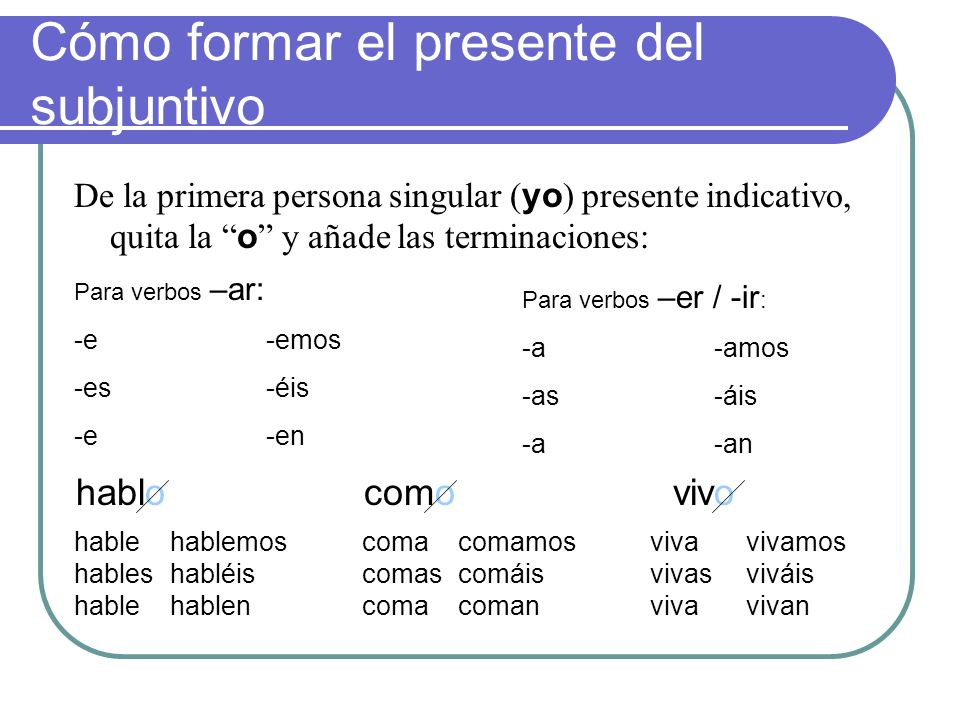 Cómo formar el presente del
subjuntivo
De la primera persona singular (yo) presente indicativo,
quita la “o” y añade las terminaciones:
Para verbos –ar:
-e -emos
-es -éis
-e -en
Para verbos –er / -ir:
-a -amos
-as -áis
-a -an
hablo
hable hablemos
hables habléis
hable hablen
como
coma comamos
comas comáis
coma coman
vivo
viva vivamos
vivas viváis
viva vivan